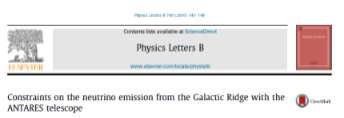 Physics Letters B 760 (2016) 143–148
Contents lists available at ScienceDirect
Physics Letters B
www.elsevier.com/locate/physletb
ELSEVIER
Constraints on the neutrino emission from the Galactic Ridge with the
ANTARES telescope
CrossMark